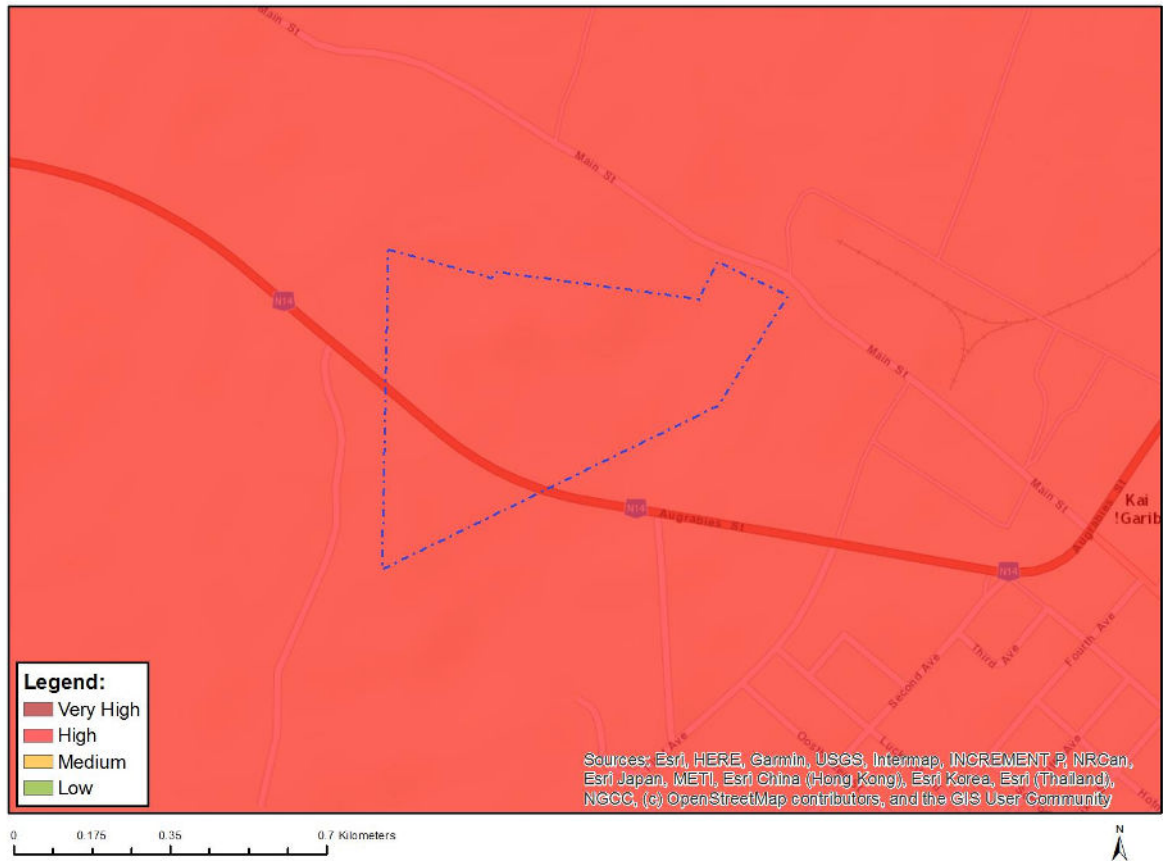 Main St
Main St
N14
Main St
N14
Augrabies St
Main St
Kai
!Garib
Augrabies St
N14
Third Ave
Fourth Ave
Second Ave
Legend:
Very High
High
Medium
Low
Sources: Esri, HERE, Garmin, USGS, Intermap, INCREMENT P, NRCan,
Esri Japan, METI, Esri China (Hong Kong), Esri Korea, Esri (Thailand),
NGCC, (c) OpenStreetMap contributors, and the GIS User Community
0 0.175 0.35 0.7 Kilometers
N